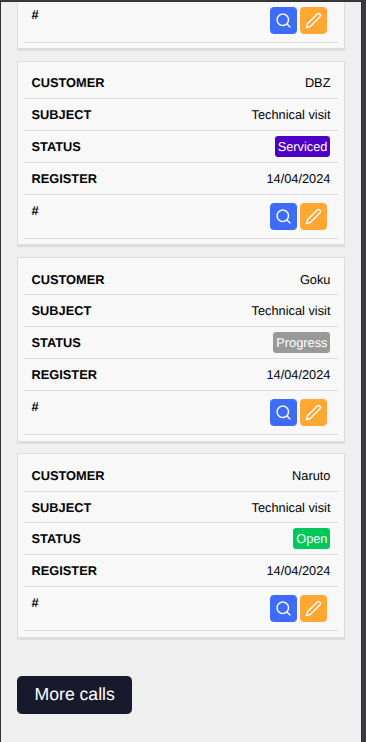 #
CUSTOMER DBZ
SUBJECT Technical visit
STATUS Serviced
REGISTER 14/04/2024
#
CUSTOMER Goku
SUBJECT Technical visit
STATUS Progress
REGISTER 14/04/2024
#
CUSTOMER Naruto
SUBJECT Technical visit
STATUS Open
REGISTER 14/04/2024
#
More calls